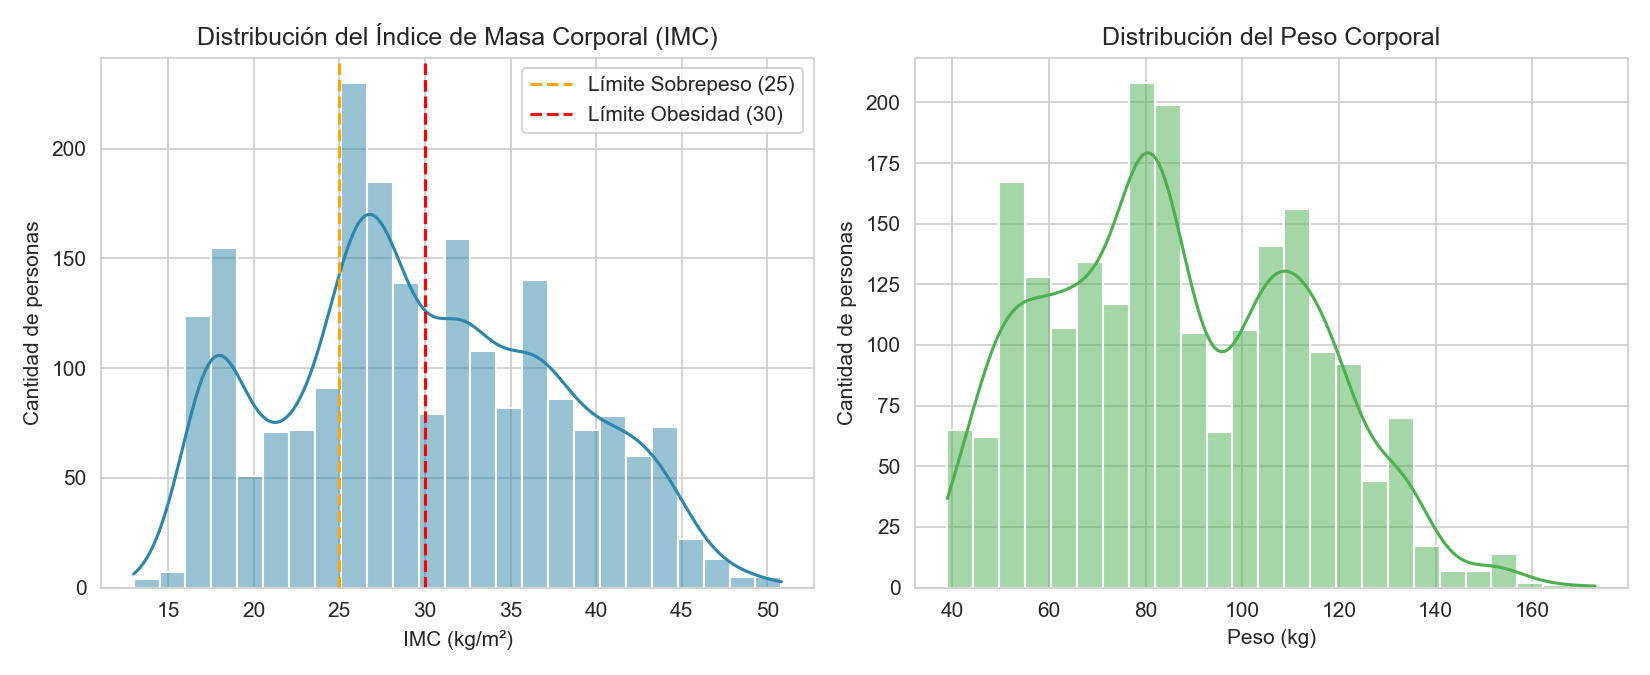 Distribución del Índice de Masa Corporal (IMC)
Límite Sobrepeso (25)
Límite Obesidad (30)
Cantidad de personas
200
150
100
50
0
15 20 25 30 35 40 45 50
IMC (kg/m²)
Distribución del Peso Corporal
Cantidad de personas
200
175
150
125
100
75
50
25
0
40 60 80 100 120 140 160
Peso (kg)